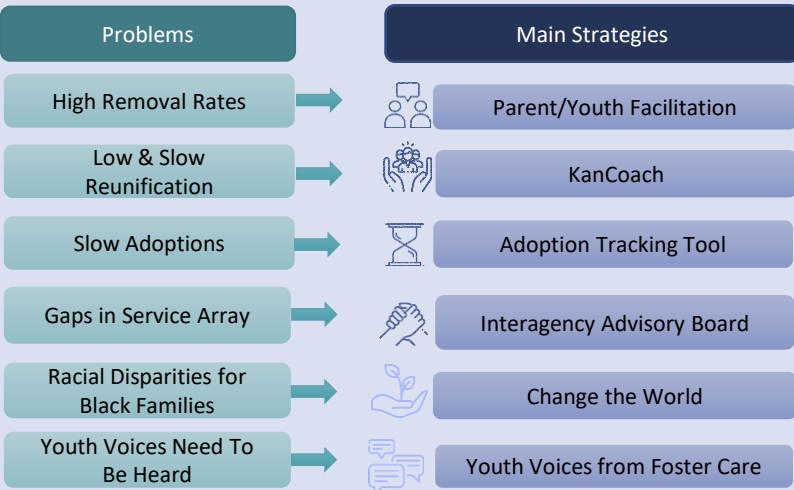 Problems
Main Strategies
High Removal Rates
Parent/Youth Facilitation
Low & Slow
Reunification
KanCoach
Slow Adoptions
Adoption Tracking Tool
Gaps in Service Array
Interagency Advisory Board
Racial Disparities for
Black Families
Change the World
Youth Voices Need To
Be Heard
Youth Voices from Foster Care